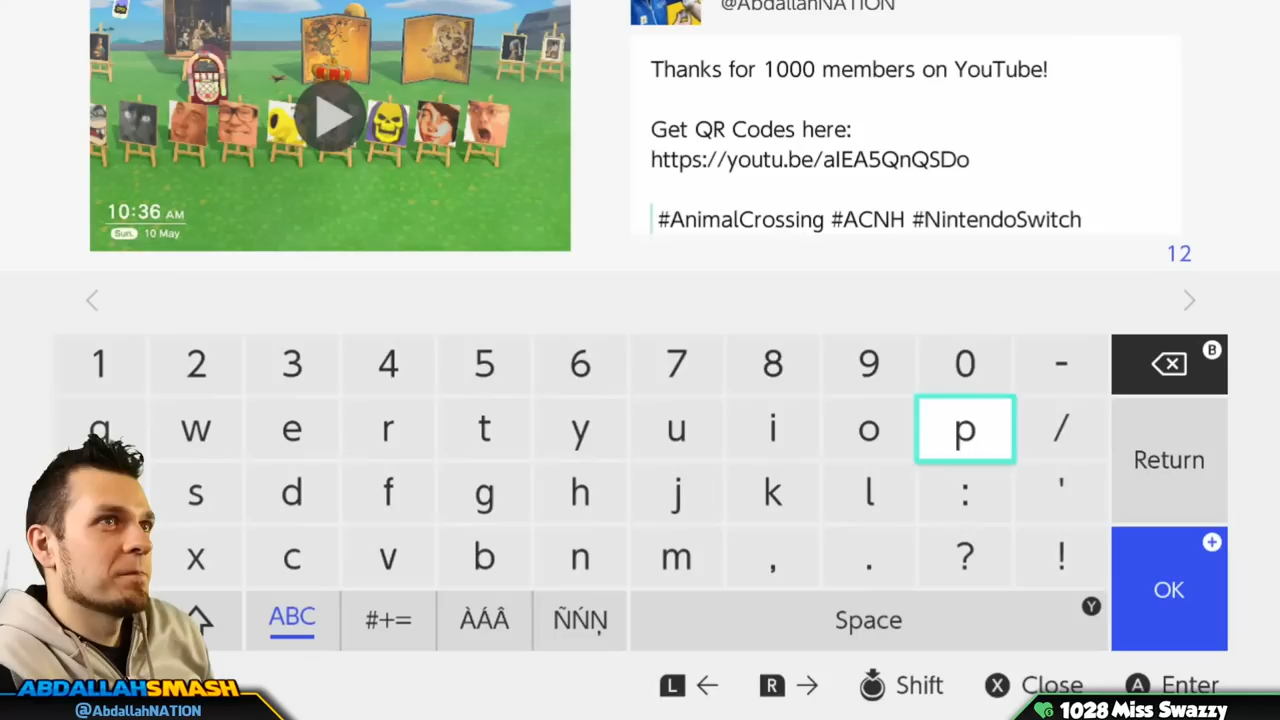 @AbdallahNATION
Thanks for 1000 members on YouTube!
Get QR Codes here:
https://youtu.be/aIEA5QnQSDo
#AnimalCrossing #ACNH #NintendoSwitch
10:36 AM
Sun. 10 May
12
1 2 3 4 5 6 7 8 9 0 - B
q w e r t y u i o p /
Return
s d f g h j k l : '
x c v b n m , . ? !
+
OK
ABC #+= ÀÁÂ ÑŃŅ Space Y
L ← R → Shift X Close A Enter
ABDALLAHSMASH
@AbdallahNATION
1028 Miss Swazzy